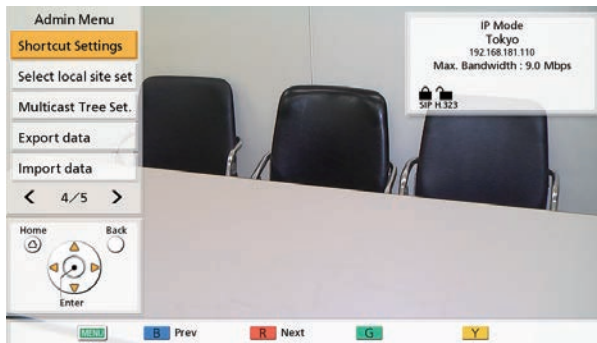 Admin Menu
Shortcut Settings
Select local site set
Multicast Tree Set.
Export data
Import data
4/5
Home
Back
Enter
IP Mode
Tokyo
192.168.181.110
Max. Bandwidth : 9.0 Mbps
SIP H.323
MENU
B Prev
R Next
G
Y